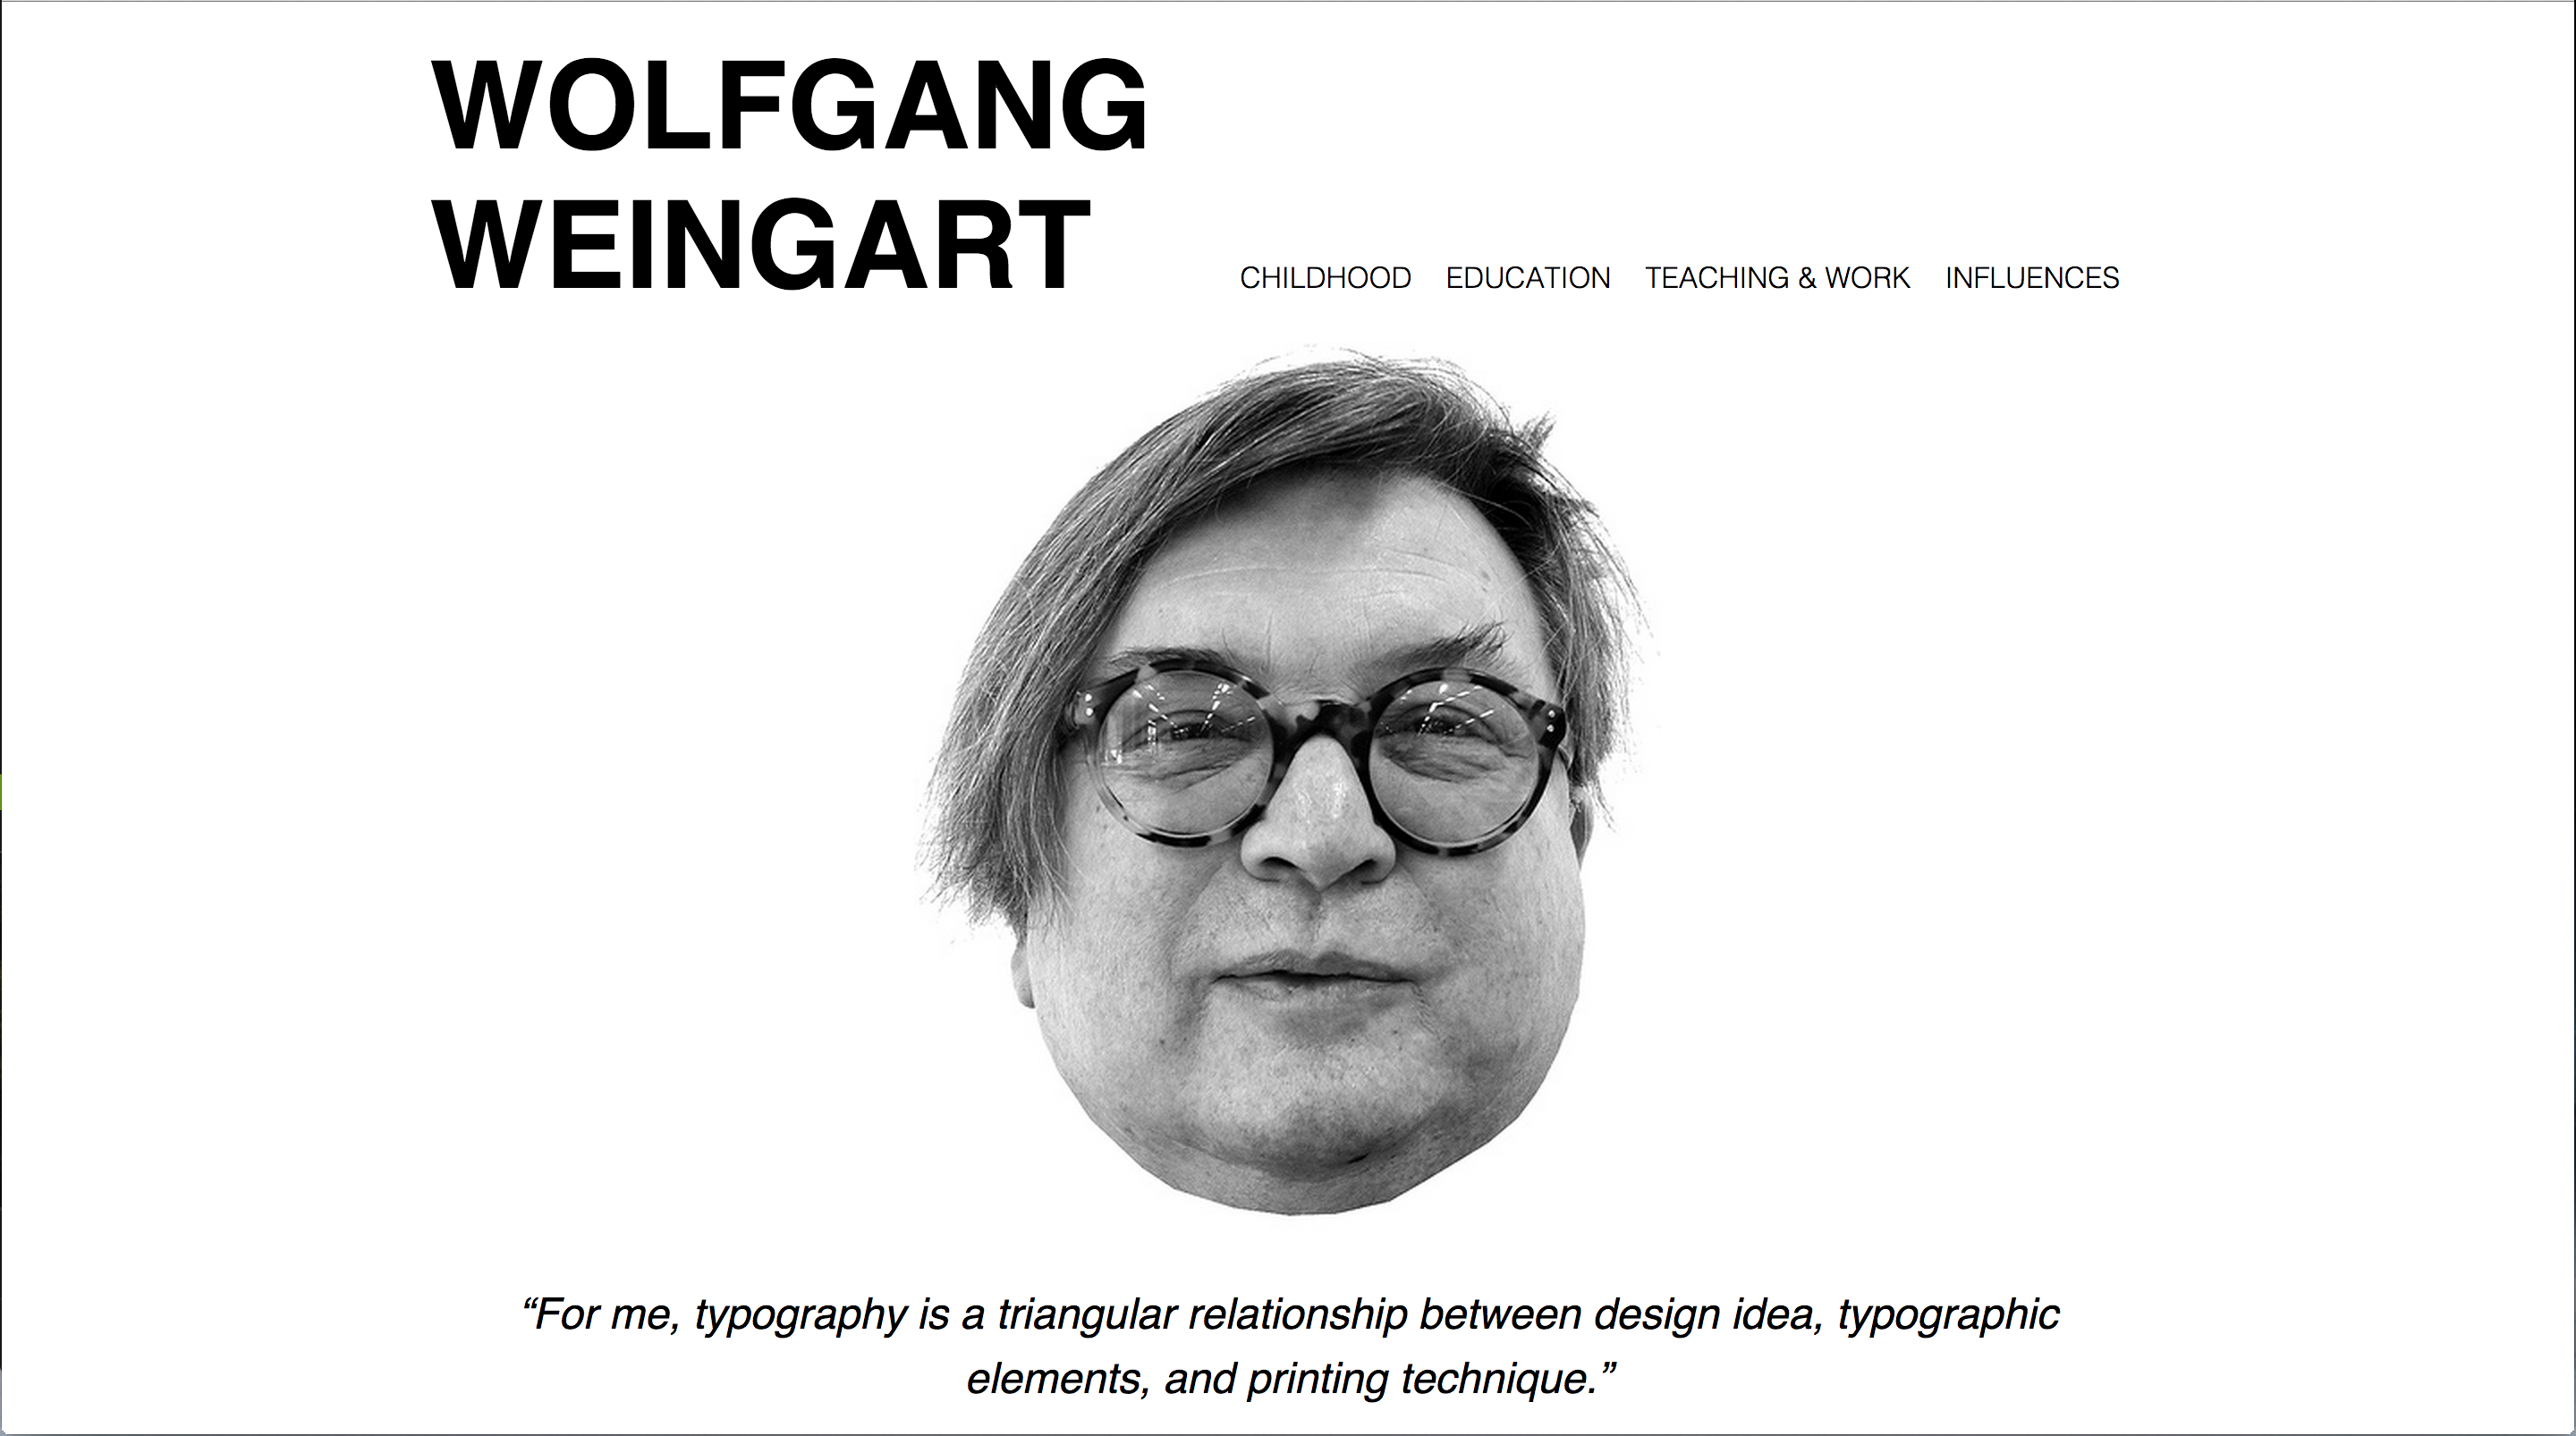 WOLFGANG
WEINGART
CHILDHOOD EDUCATION TEACHING & WORK INFLUENCES
“For me, typography is a triangular relationship between design idea, typographic
elements, and printing technique.”